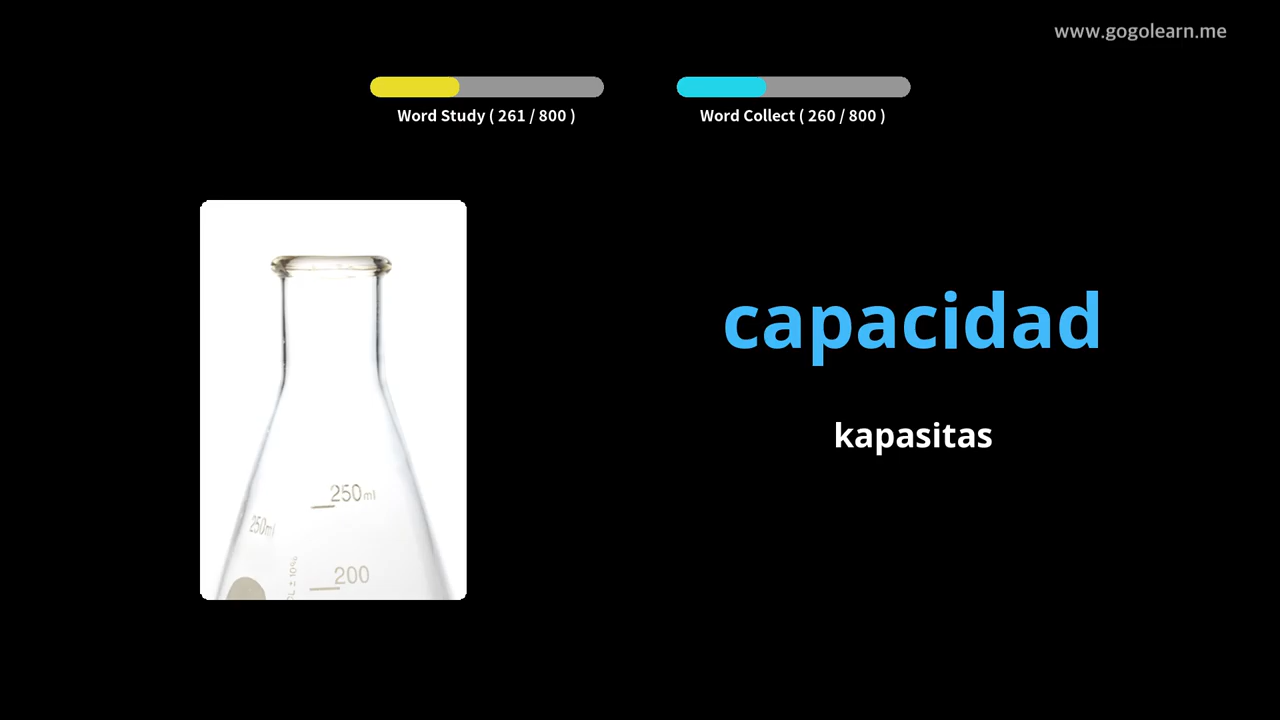 www.gogolearn.me
Word Study ( 261 / 800 )
Word Collect ( 260 / 800 )
capacidad
kapasitas
250ml
250ml
200